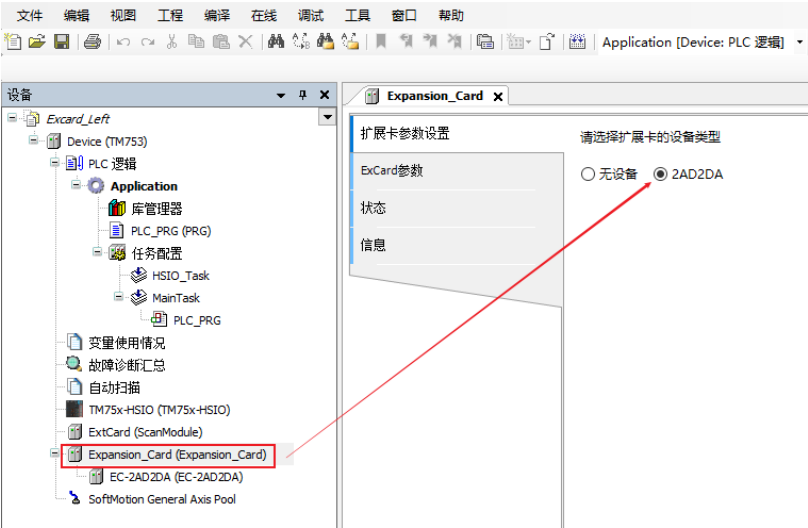 文件 编辑 视图 工程 编译 在线 调试 工具 窗口 帮助
Application [Device: PLC 逻辑]
设备
Expansion_Card
Excard_Left
Device (TM753)
PLC 逻辑
Application
库管理器
PLC_PRG (PRG)
任务配置
HSIO_Task
MainTask
PLC_PRG
变量使用情况
故障诊断汇总
自动扫描
TM75x-HSIO (TM75x-HSIO)
ExtCard (ScanModule)
Expansion_Card (Expansion_Card)
EC-2AD2DA (EC-2AD2DA)
SoftMotion General Axis Pool
扩展卡参数设置
ExCard参数
状态
信息
请选择扩展卡的设备类型
无设备 2AD2DA